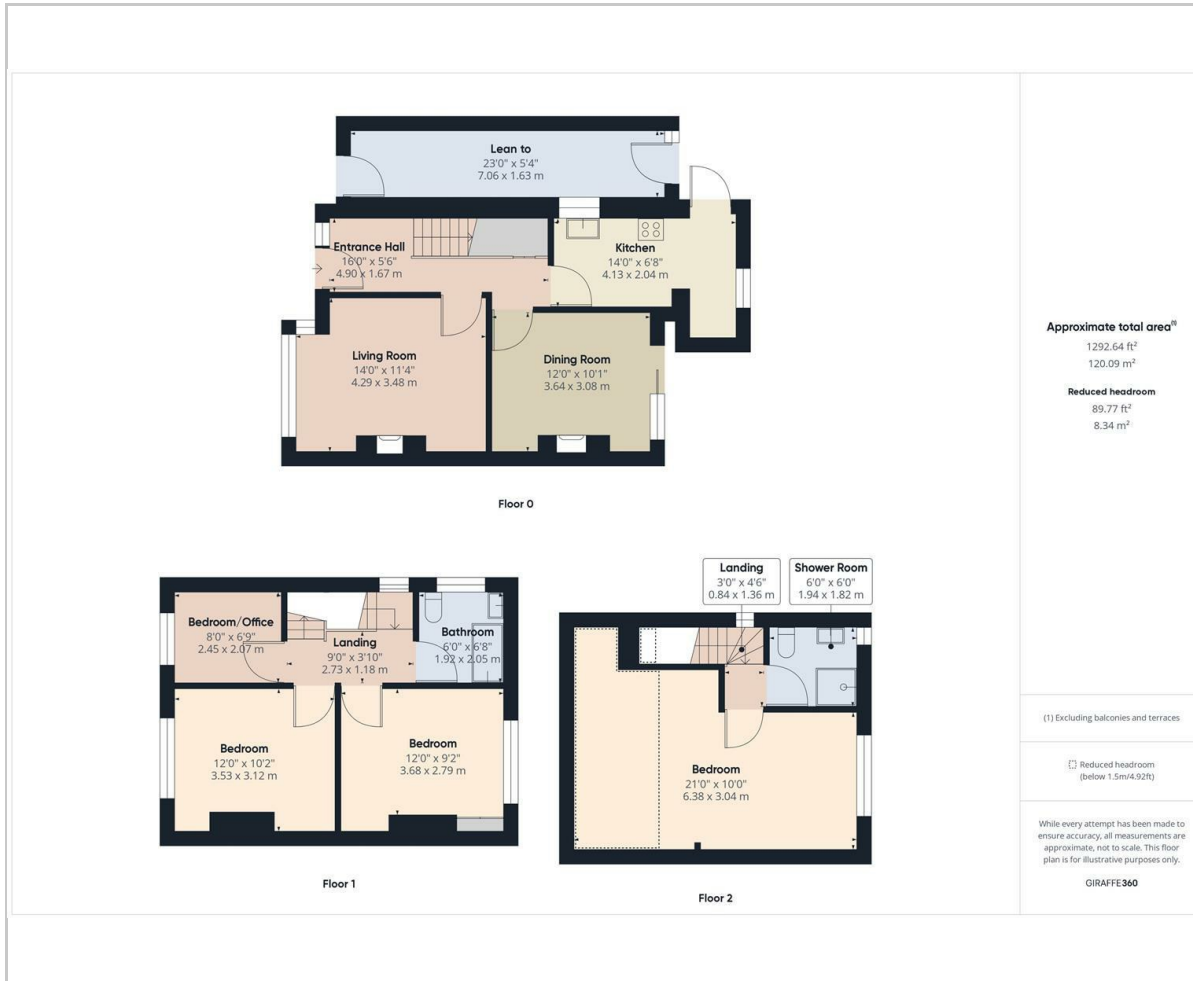 Lean to
23'0" x 5'4"
7.06 x 1.63 m
Entrance Hall
16'0" x 5'6"
4.90 x 1.67 m
Kitchen
14'0" x 6'8"
4.13 x 2.04 m
Living Room
14'0" x 11'4"
4.29 x 3.48 m
Dining Room
12'0" x 10'1"
3.64 x 3.08 m
Floor 0
Bedroom/Office
8'0" x 6'9"
2.45 x 2.07 m
Landing
9'0" x 3'10"
2.73 x 1.18 m
Bathroom
6'0" x 6'8"
1.92 x 2.05 m
Bedroom
12'0" x 10'2"
3.53 x 3.12 m
Bedroom
12'0" x 9'2"
3.68 x 2.79 m
Floor 1
Landing
3'0" x 4'6"
0.84 x 1.36 m
Shower Room
6'0" x 6'0"
1.94 x 1.82 m
Bedroom
21'0" x 10'0"
6.38 x 3.04 m
Floor 2
Approximate total area(1)
1292.64 ft²
120.09 m²
Reduced headroom
89.77 ft²
8.34 m²
(1) Excluding balconies and terraces
Reduced headroom
(below 1.5m/4.92ft)
While every attempt has been made to
ensure accuracy, all measurements are
approximate, not to scale. This floor
plan is for illustrative purposes only.
GIRAFFE360